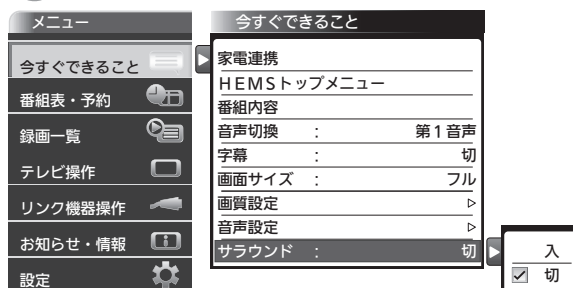 メニュー
今すぐできること
番組表・予約
録画一覧
テレビ操作
リンク機器操作
お知らせ・情報
設定
今すぐできること
家電連携
HEMSトップメニュー
番組内容
音声切換 : 第1音声
字幕 : 切
画面サイズ : フル
画質設定
音声設定
サラウンド : 切
入
切